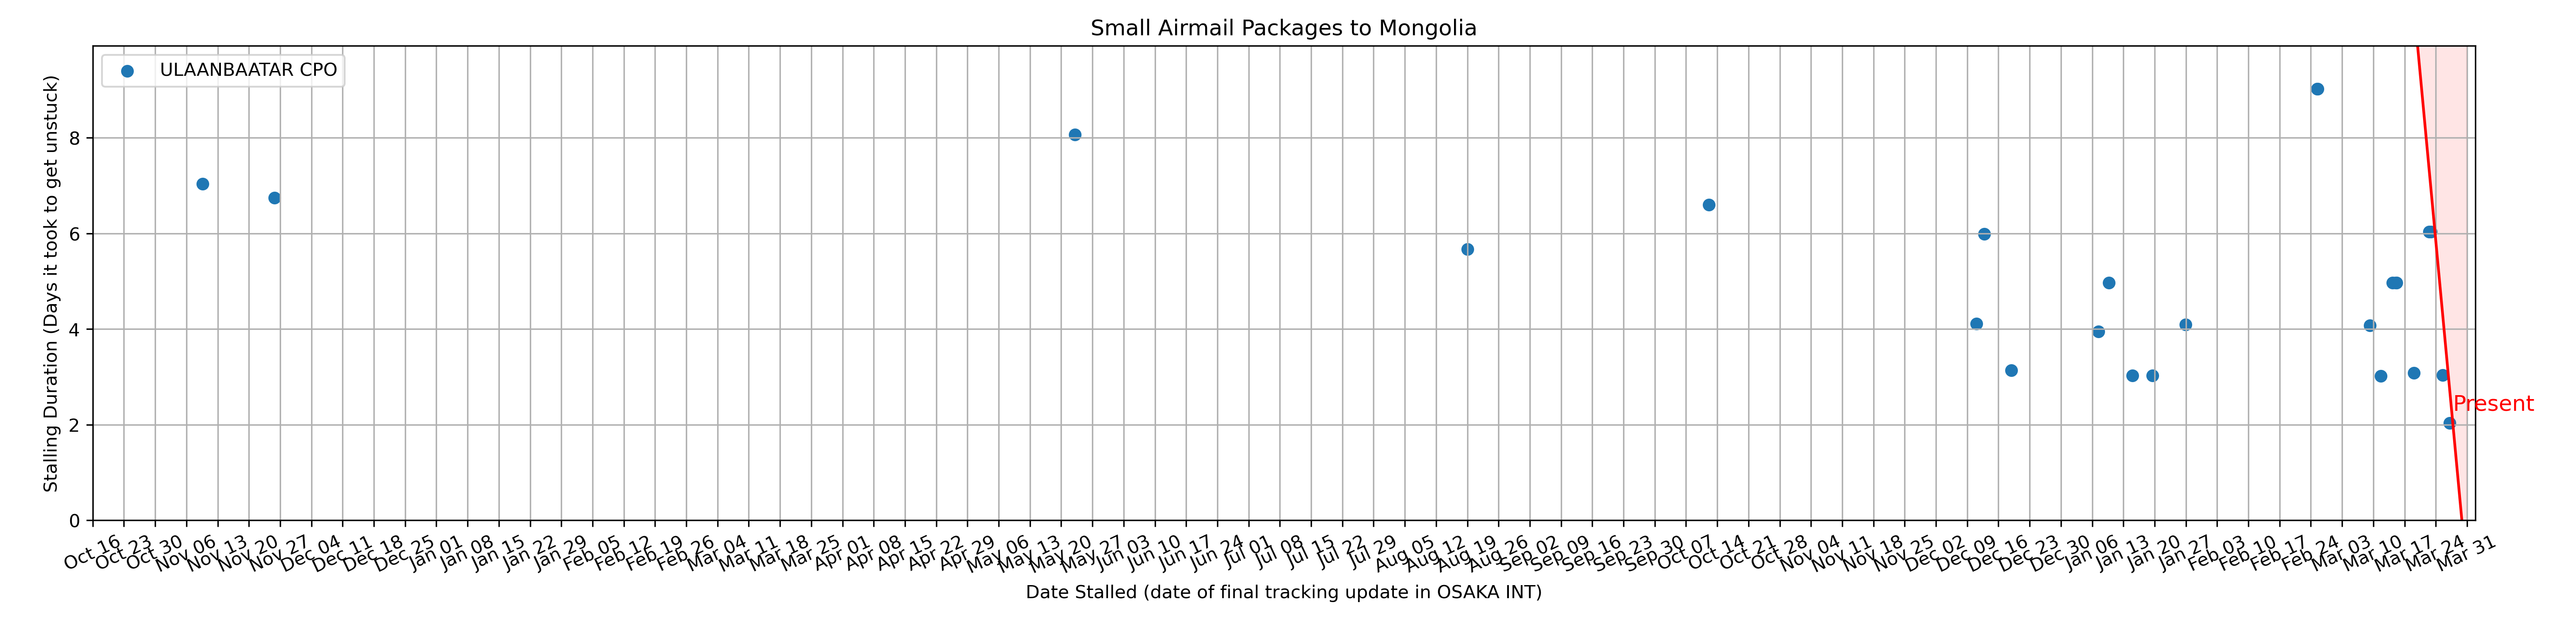 Small Airmail Packages to Mongolia
ULAANBAATAR CPO
Stalling Duration (Days it took to get unstuck)
8
6
4
2
0
Present
Oct 16 Oct 23 Oct 30 Nov 06 Nov 13 Nov 20 Nov 27 Dec 04 Dec 11 Dec 18 Dec 25 Jan 01 Jan 08 Jan 15 Jan 22 Jan 29 Feb 05 Feb 12 Feb 19 Feb 26 Mar 04 Mar 11 Mar 18 Mar 25 Apr 01 Apr 08 Apr 15 Apr 22 Apr 29 May 06 May 13 May 20 May 27 Jun 03 Jun 10 Jun 17 Jun 24 Jul 01 Jul 08 Jul 15 Jul 22 Jul 29 Aug 05 Aug 12 Aug 19 Aug 26 Sep 02 Sep 09 Sep 16 Sep 23 Sep 30 Oct 07 Oct 14 Oct 21 Oct 28 Nov 04 Nov 11 Nov 18 Nov 25 Dec 02 Dec 09 Dec 16 Dec 23 Dec 30 Jan 06 Jan 13 Jan 20 Jan 27 Feb 03 Feb 10 Feb 17 Feb 24 Mar 03 Mar 10 Mar 17 Mar 24 Mar 31
Date Stalled (date of final tracking update in OSAKA INT)